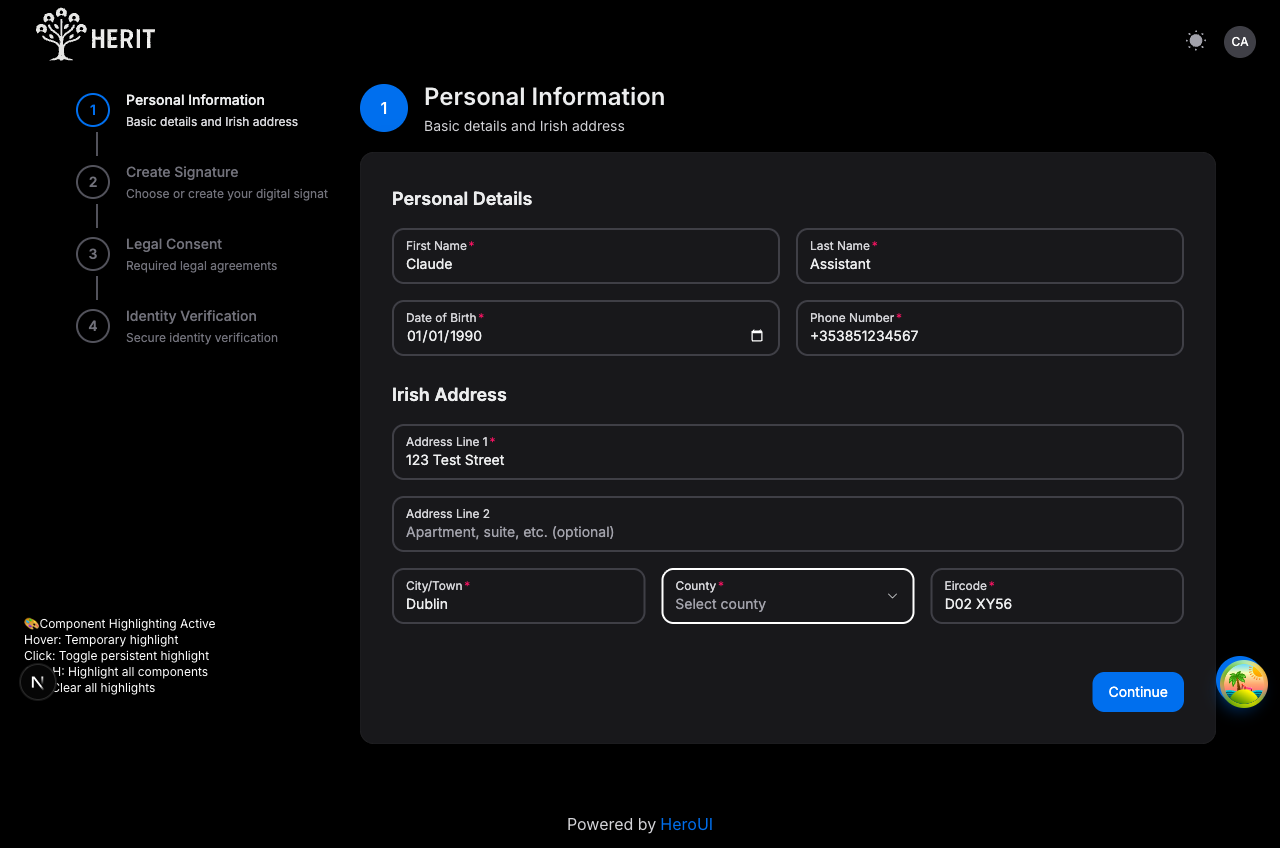 HERIT
CA
1
Personal Information
Basic details and Irish address
2
Create Signature
Choose or create your digital signat
3
Legal Consent
Required legal agreements
4
Identity Verification
Secure identity verification
1
Personal Information
Basic details and Irish address
Personal Details
First Name*
Claude
Last Name*
Assistant
Date of Birth*
01/01/1990
Phone Number*
+353851234567
Irish Address
Address Line 1*
123 Test Street
Address Line 2
Apartment, suite, etc. (optional)
City/Town*
Dublin
County*
Select county
Eircode*
D02 XY56
Continue
🎨Component Highlighting Active
Hover: Temporary highlight
Click: Toggle persistent highlight
H: Highlight all components
Clear all highlights
N
Powered by HeroUI